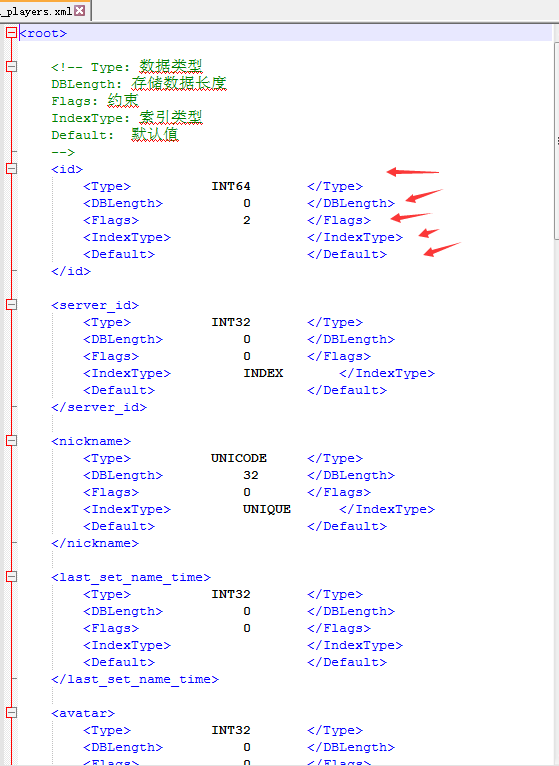 _players.xml
<root>
<!-- Type: 数据类型
DBLength: 存储数据长度
Flags: 约束
IndexType: 索引类型
Default: 默认值
-->
<id>
<Type> INT64 </Type>
<DBLength> 0 </DBLength>
<Flags> 2 </Flags>
<IndexType> </IndexType>
<Default> </Default>
</id>
<server_id>
<Type> INT32 </Type>
<DBLength> 0 </DBLength>
<Flags> 0 </Flags>
<IndexType> INDEX </IndexType>
<Default> </Default>
</server_id>
<nickname>
<Type> UNICODE </Type>
<DBLength> 32 </DBLength>
<Flags> 0 </Flags>
<IndexType> UNIQUE </IndexType>
<Default> </Default>
</nickname>
<last_set_name_time>
<Type> INT32 </Type>
<DBLength> 0 </DBLength>
<Flags> 0 </Flags>
<IndexType> </IndexType>
<Default> </Default>
</last_set_name_time>
<avatar>
<Type> INT32 </Type>
<DBLength> 0 </DBLength>
<Flags> 0 </Flags>